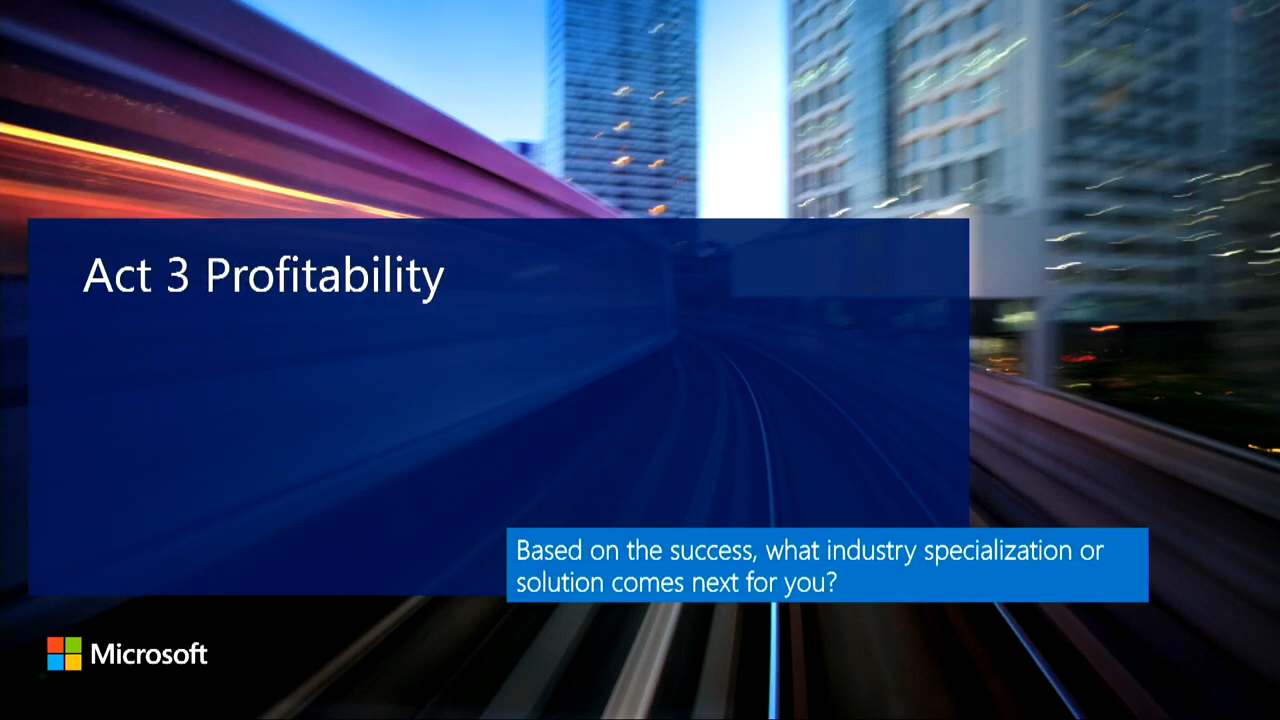 Act 3 Profitability
Based on the success, what industry specialization or
solution comes next for you?
Microsoft